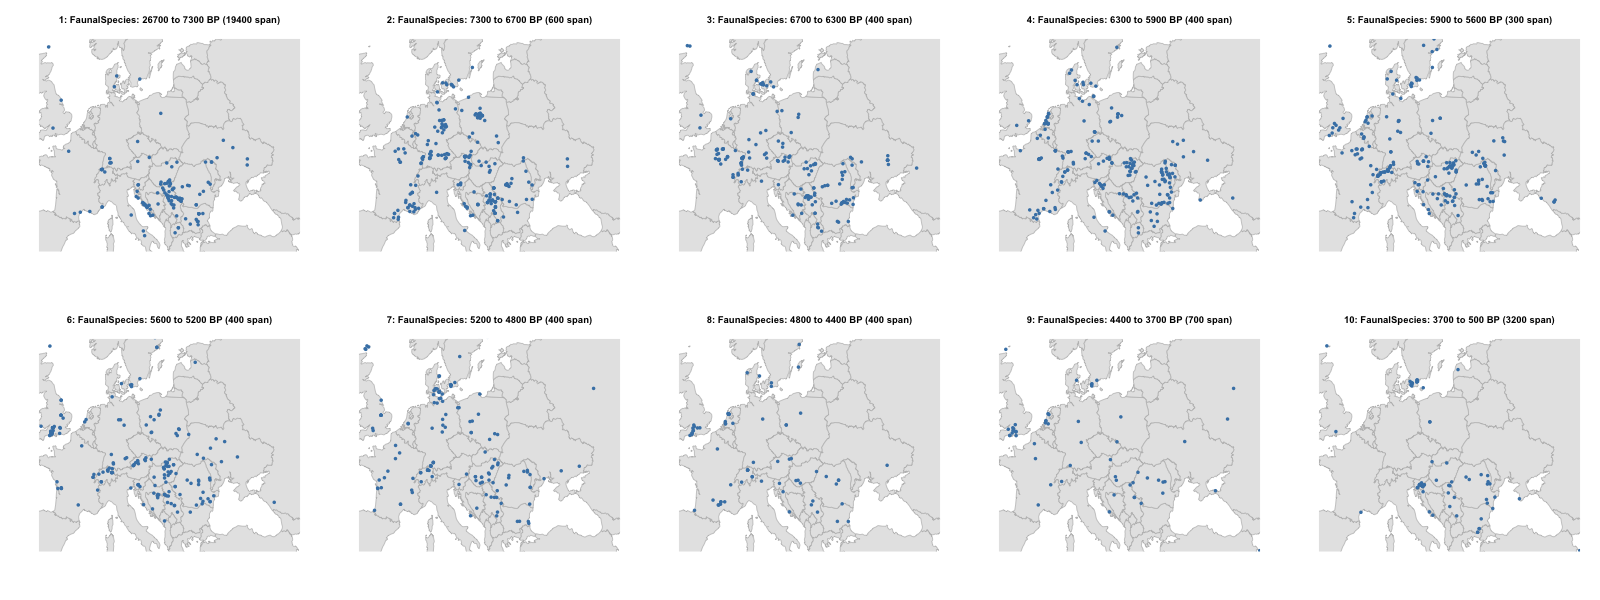 1: FaunalSpecies: 26700 to 7300 BP (19400 span)
2: FaunalSpecies: 7300 to 6700 BP (600 span)
3: FaunalSpecies: 6700 to 6300 BP (400 span)
4: FaunalSpecies: 6300 to 5900 BP (400 span)
5: FaunalSpecies: 5900 to 5600 BP (300 span)
6: FaunalSpecies: 5600 to 5200 BP (400 span)
7: FaunalSpecies: 5200 to 4800 BP (400 span)
8: FaunalSpecies: 4800 to 4400 BP (400 span)
9: FaunalSpecies: 4400 to 3700 BP (700 span)
10: FaunalSpecies: 3700 to 500 BP (3200 span)